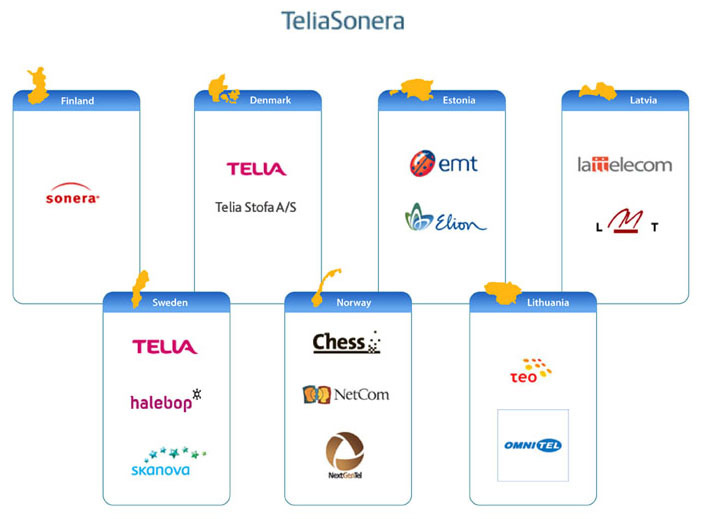 TeliaSonera
Finland
sonera
Denmark
TELIA
Telia Stofa A/S
Estonia
emt
Elion
Latvia
lattelecom
L M T
Sweden
TELIA
halebop
skanova
Norway
Chess
NetCom
NextGenTel
Lithuania
teo
OMNITEL